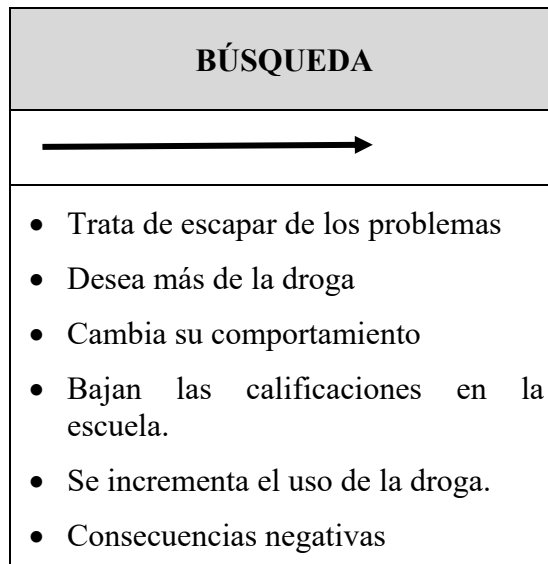 BÚSQUEDA
• Trata de escapar de los problemas
• Desea más de la droga
• Cambia su comportamiento
• Bajan las calificaciones en la
escuela.
• Se incrementa el uso de la droga.
• Consecuencias negativas